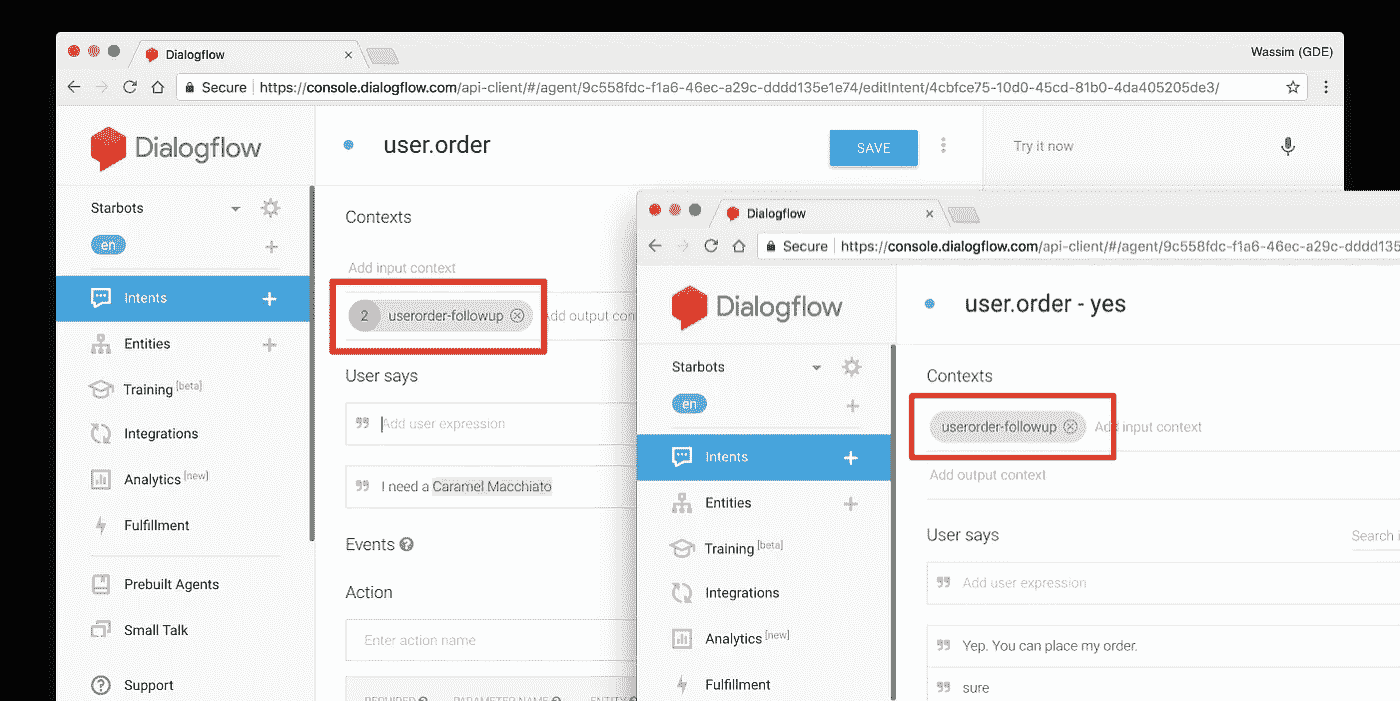 Dialogflow
Wassim (GDE)
Secure https://console.dialogflow.com/api-client/#/agent/9c558fdc-f1a6-46ec-a29c-dddd135e1e74/editIntent/4cbfce75-10d0-45cd-81b0-4da405205de3/
Dialogflow
user.order
SAVE
Try it now
Starbots
en
Intents
Entities
Training [beta]
Integrations
Analytics [new]
Fulfillment
Prebuilt Agents
Small Talk
Support
Contexts
Add input context
2 userorder-followup
Add output con
User says
Add user expression
I need a Caramel Macchiato
Events
Action
Enter action name
REQUIRED PARAMETER NAME ENTITY
Dialogflow
Secure https://console.dialogflow.com/api-client/#/agent/9c558fdc-f1a6-46ec-a29c-dddd135
Dialogflow
user.order - yes
Starbots
en
Intents
Entities
Training [beta]
Integrations
Analytics [new]
Fulfillment
Contexts
userorder-followup
Add input context
Add output context
User says
Search i
Add user expression
Yep. You can place my order.
sure